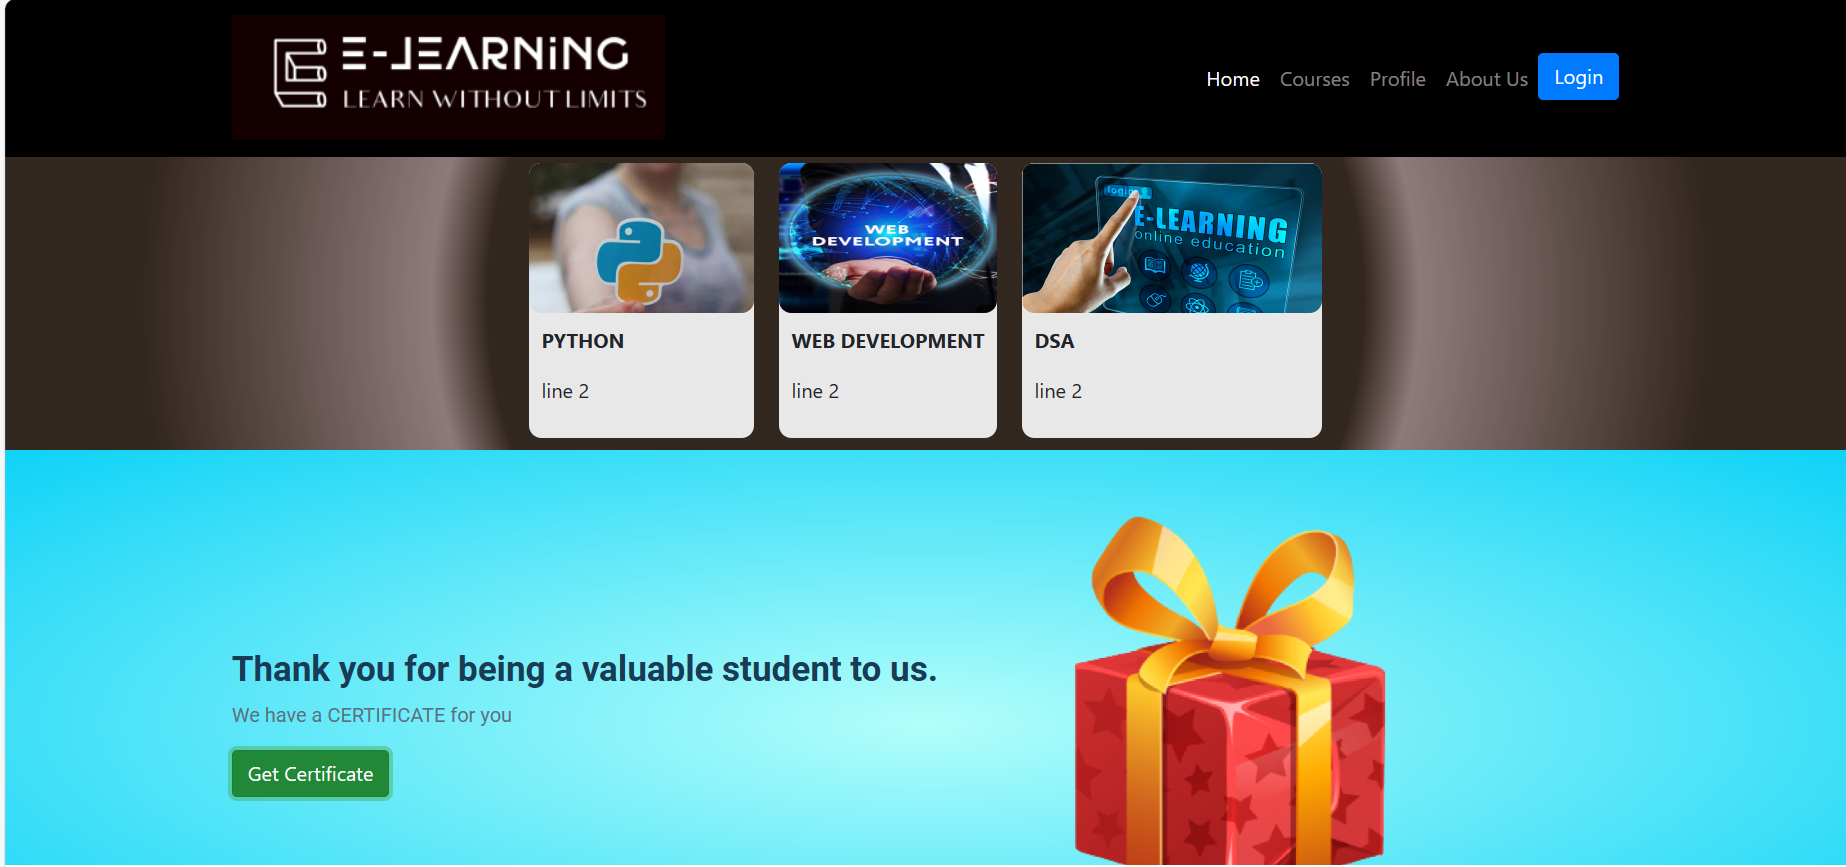 E-LEARNiNG
LEARN WITHOUT LIMITS
Home Courses Profile About Us Login
WEB
DEVELOPMENT
login
E-LEARNING
online education
PYTHON
line 2
WEB DEVELOPMENT
line 2
DSA
line 2
Thank you for being a valuable student to us.
We have a CERTIFICATE for you
Get Certificate